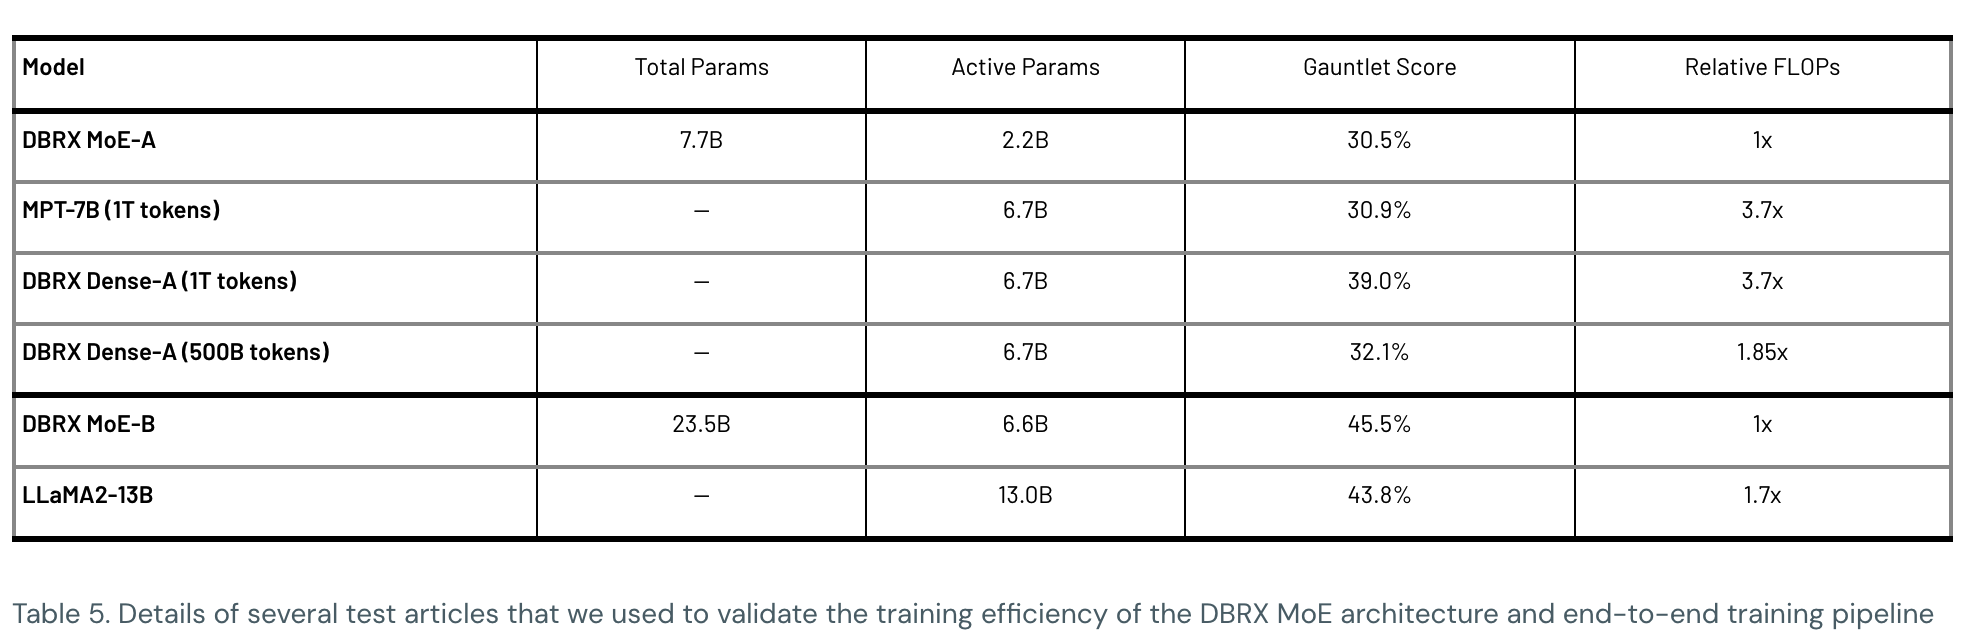 Model Total Params Active Params Gauntlet Score Relative FLOPs
DBRX MoE-A 7.7B 2.2B 30.5% 1x
MPT-7B (1T tokens) — 6.7B 30.9% 3.7x
DBRX Dense-A (1T tokens) — 6.7B 39.0% 3.7x
DBRX Dense-A (500B tokens) — 6.7B 32.1% 1.85x
DBRX MoE-B 23.5B 6.6B 45.5% 1x
LLaMA2-13B — 13.0B 43.8% 1.7x
Table 5. Details of several test articles that we used to validate the training efficiency of the DBRX MoE architecture and end-to-end training pipeline